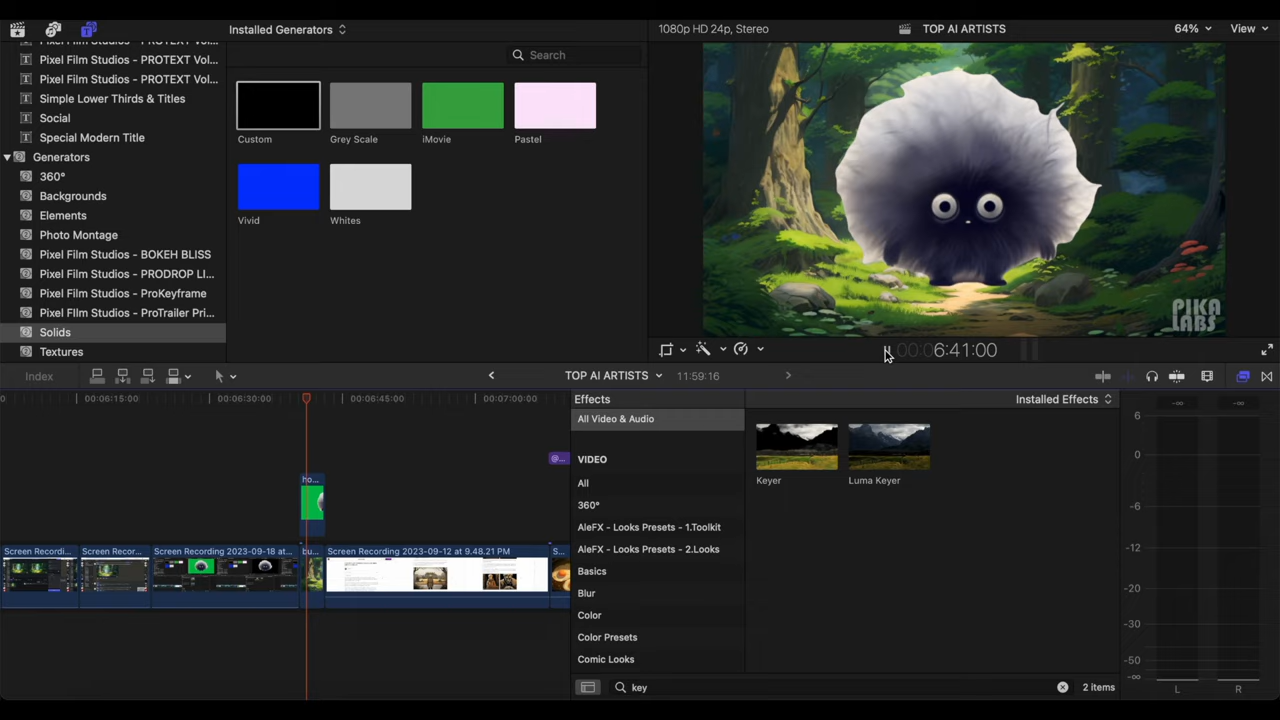 Installed Generators
1080p HD 24p, Stereo
TOP AI ARTISTS
64%
View
Pixel Film Studios - PROTEXT Vol...
Pixel Film Studios - PROTEXT Vol...
Pixel Film Studios - PROTEXT Vol...
Simple Lower Thirds & Titles
Social
Special Modern Title
Generators
360°
Backgrounds
Elements
Photo Montage
Pixel Film Studios - BOKEH BLISS
Pixel Film Studios - PRODROP LI...
Pixel Film Studios - ProKeyframe
Pixel FIlm Studios - ProTrailer Pri...
Solids
Textures
Search
Custom
Grey Scale
iMovie
Pastel
Vivid
Whites
PIKA
LABS
00:06:41:00
Index
TOP AI ARTISTS
11:59:16
00:06:15:00
00:06:30:00
00:06:45:00
00:07:00:00
@...
ho...
Screen Recordi...
Screen Recor...
Screen Recording 2023-09-18 at...
bu...
Screen Recording 2023-09-12 at 9.48.21 PM
S...
Effects
Installed Effects
All Video & Audio
VIDEO
All
360°
AleFX - Looks Presets - 1.Toolkit
AleFX - Looks Presets - 2.Looks
Basics
Blur
Color
Color Presets
Comic Looks
Keyer
Luma Keyer
key
2 items
-∞
-∞
6
0
-6
-12
-20
-30
-50
-∞
L
R